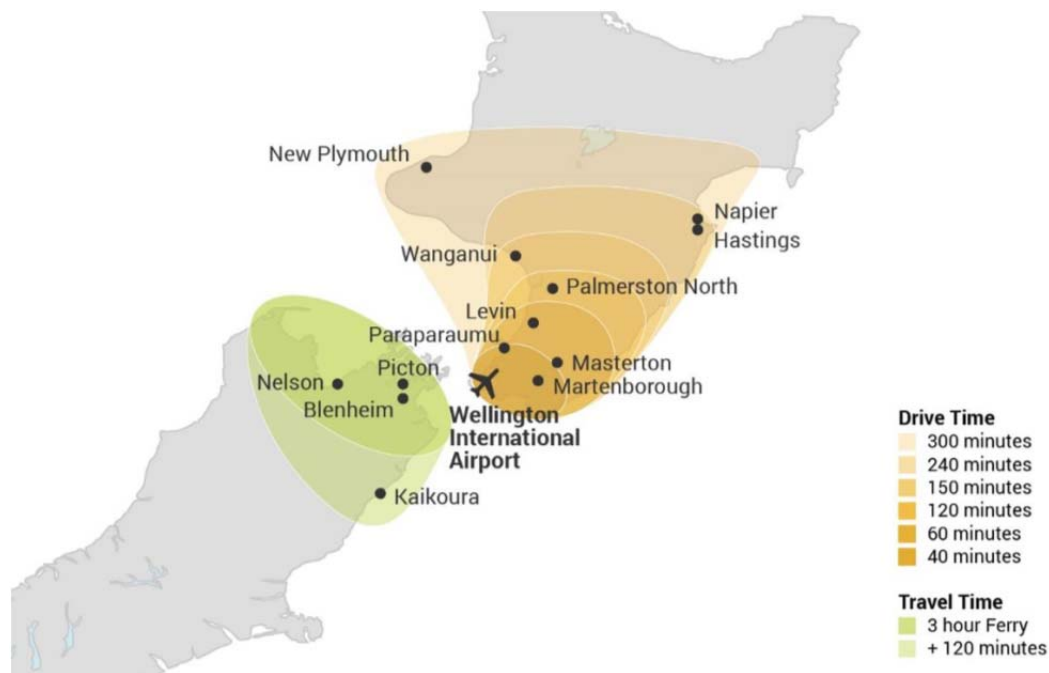 New Plymouth
Napier
Hastings
Wanganui
Palmerston North
Levin
Paraparaumu
Masterton
Martenborough
Picton
Nelson
Blenheim
Wellington
International
Airport
Kaikoura
Drive Time
300 minutes
240 minutes
150 minutes
120 minutes
60 minutes
40 minutes
Travel Time
3 hour Ferry
+ 120 minutes